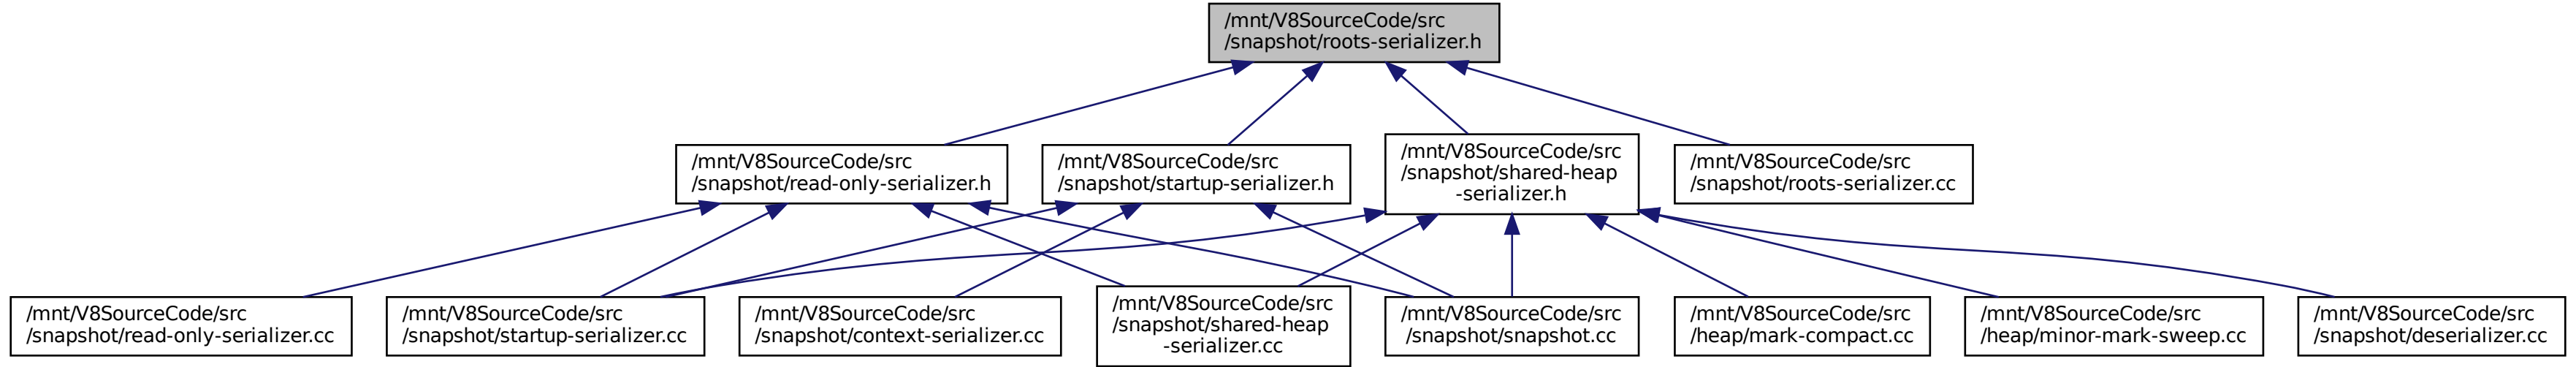 /mnt/V8SourceCode/src
/snapshot/roots-serializer.h
/mnt/V8SourceCode/src
/snapshot/read-only-serializer.h
/mnt/V8SourceCode/src
/snapshot/startup-serializer.h
/mnt/V8SourceCode/src
/snapshot/shared-heap
-serializer.h
/mnt/V8SourceCode/src
/snapshot/roots-serializer.cc
/mnt/V8SourceCode/src
/snapshot/read-only-serializer.cc
/mnt/V8SourceCode/src
/snapshot/startup-serializer.cc
/mnt/V8SourceCode/src
/snapshot/context-serializer.cc
/mnt/V8SourceCode/src
/snapshot/shared-heap
-serializer.cc
/mnt/V8SourceCode/src
/snapshot/snapshot.cc
/mnt/V8SourceCode/src
/heap/mark-compact.cc
/mnt/V8SourceCode/src
/heap/minor-mark-sweep.cc
/mnt/V8SourceCode/src
/snapshot/deserializer.cc